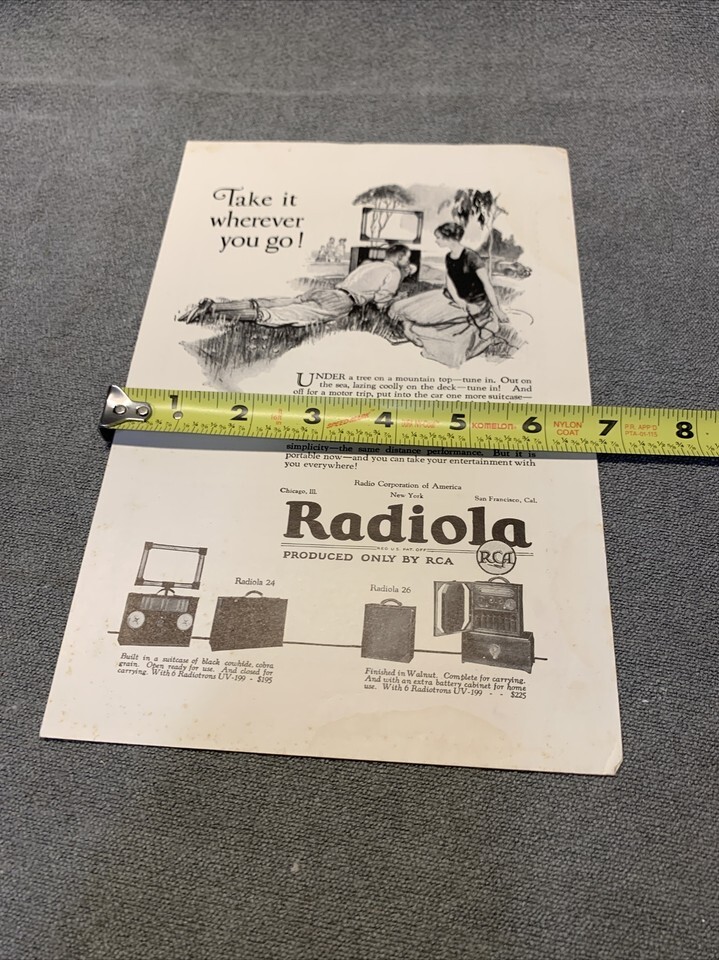 Take it
wherever
you go!
UNDER a tree on a mountain top—tune in. Out on
the sea, lazing coolly on the deck—tune in! And
off for a motor trip, put into the car one more suitcase—
1 2 3 4 5 KOMELON 6 NYLON COAT 7 8
simplicity—the same distance performance. But it is
portable now—and you can take your entertainment with
you everywhere!
Radio Corporation of America
Chicago, Ill. New York San Francisco, Cal.
Radiola
REG. U.S. PAT. OFF.
PRODUCED ONLY BY RCA
RCA
Radiola 24
Built in a suitcase of black cowhide, cobra
grain. Open ready for use. And closed for
carrying. With 6 Radiotrons UV-199 - $195
Radiola 26
Finished in Walnut. Complete for carrying.
And with an extra battery cabinet for home
use. With 6 Radiotrons UV-199 - - $225